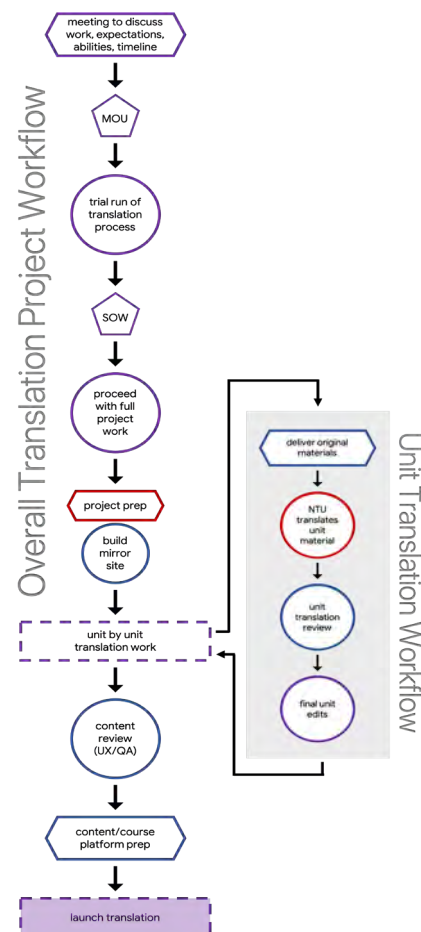 Overall Translation Project Workflow
meeting to discuss
work, expectations,
abilities, timeline
MOU
trial run of
translation
process
SOW
proceed
with full
project
work
project prep
build
mirror
site
unit by unit
translation work
content
review
(UX/QA)
content/course
platform prep
launch translation
Unit Translation Workflow
deliver original
materials
NTU
translates
unit
material
unit
translation
review
final unit
edits